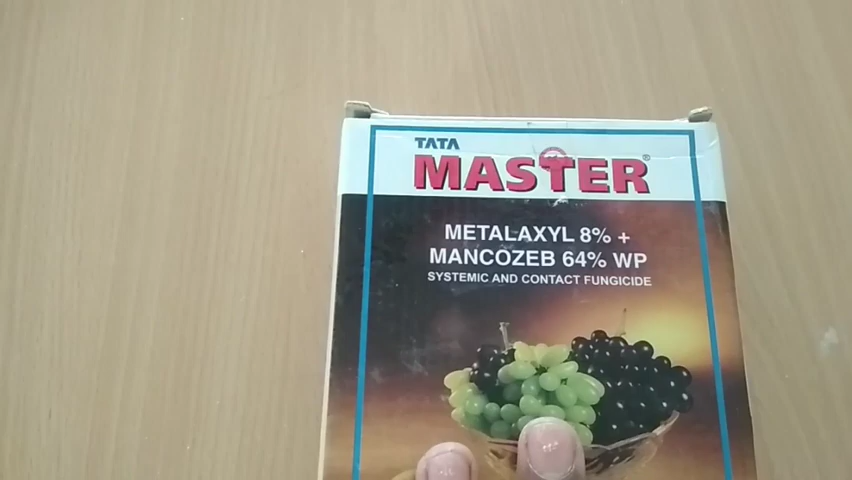 TATA
MASTER®
METALAXYL 8% +
MANCOZEB 64% WP
SYSTEMIC AND CONTACT FUNGICIDE